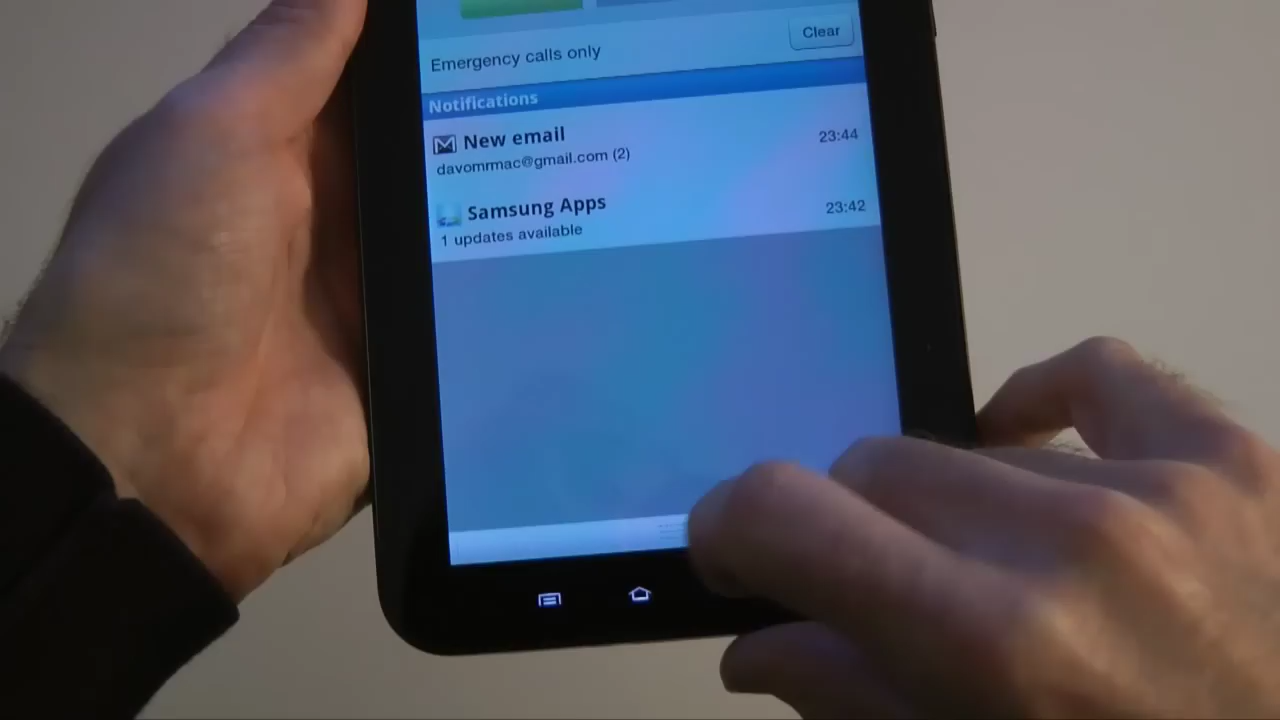 Emergency calls only
Clear
Notifications
New email
23:44
davomrmac@gmail.com (2)
Samsung Apps
23:42
1 updates available